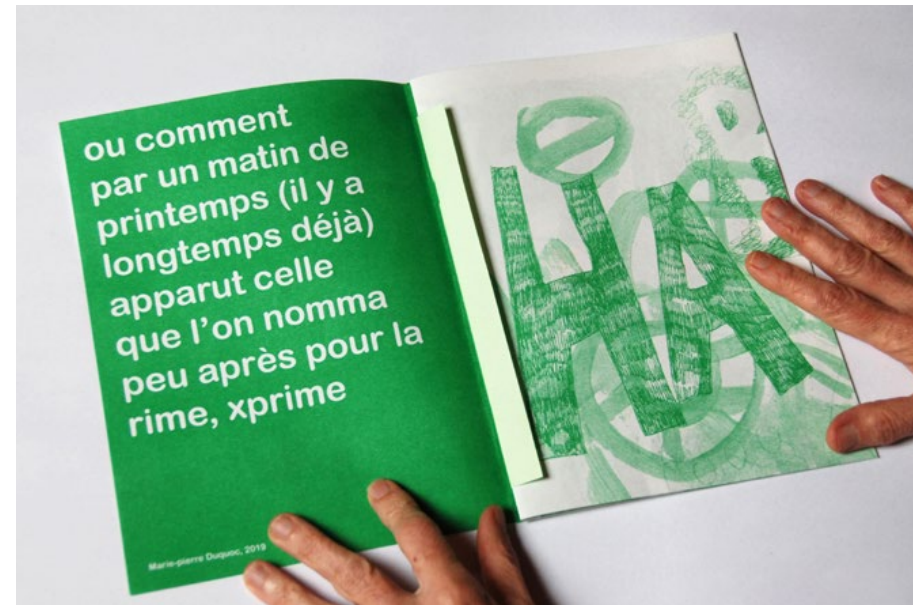 ou comment
par un matin de
printemps (il y a
longtemps déjà)
apparut celle
que l’on nomma
peu après pour la
rime, xprime
Marie-pierre Duquoc, 2019
HA